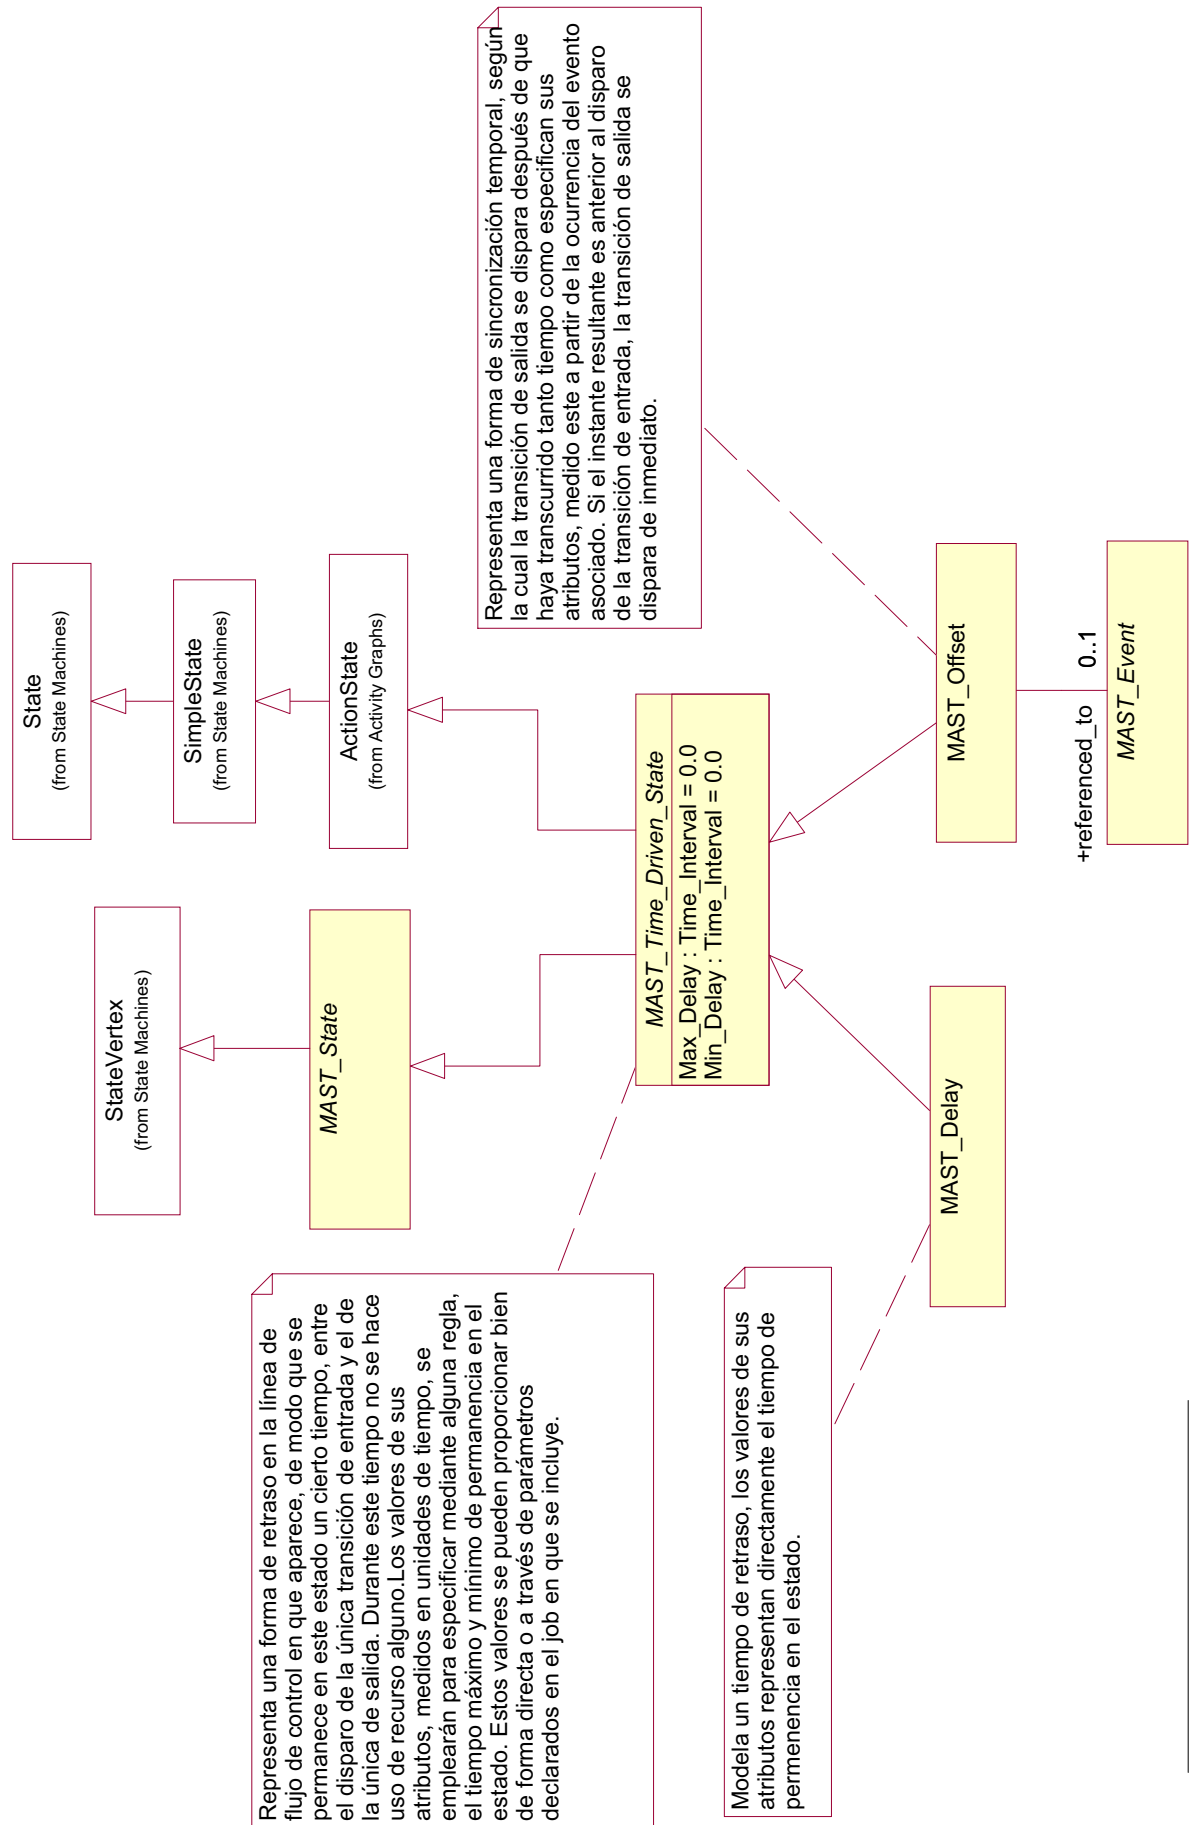 StateVertex
(from State Machines)
State
(from State Machines)
SimpleState
(from State Machines)
ActionState
(from Activity Graphs)
MAST_State
Representa una forma de retraso en la línea de
flujo de control en que aparece, de modo que se
permanece en este estado un cierto tiempo, entre
el disparo de la única transición de entrada y el de
la única de salida. Durante este tiempo no se hace
uso de recurso alguno.Los valores de sus
atributos, medidos en unidades de tiempo, se
emplearán para especificar mediante alguna regla,
el tiempo máximo y mínimo de permanencia en el
estado. Estos valores se pueden proporcionar bien
de forma directa o a través de parámetros
declarados en el job en que se incluye.
MAST_Time_Driven_State
Max_Delay : Time_Interval = 0.0
Min_Delay : Time_Interval = 0.0
Representa una forma de sincronización temporal, según
la cual la transición de salida se dispara después de que
haya transcurrido tanto tiempo como especifican sus
atributos, medido este a partir de la ocurrencia del evento
asociado. Si el instante resultante es anterior al disparo
de la transición de entrada, la transición de salida se
dispara de inmediato.
Modela un tiempo de retraso, los valores de sus
atributos representan directamente el tiempo de
permenencia en el estado.
MAST_Delay
MAST_Offset
+referenced_to 0..1
MAST_Event